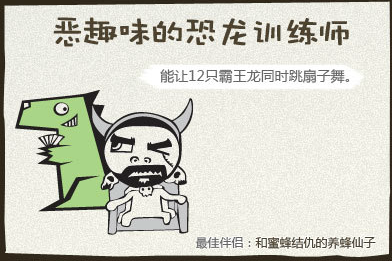 恶趣味的恐龙训练师
能让12只霸王龙同时跳扇子舞。
最佳伴侣：和蜜蜂结仇的养蜂仙子